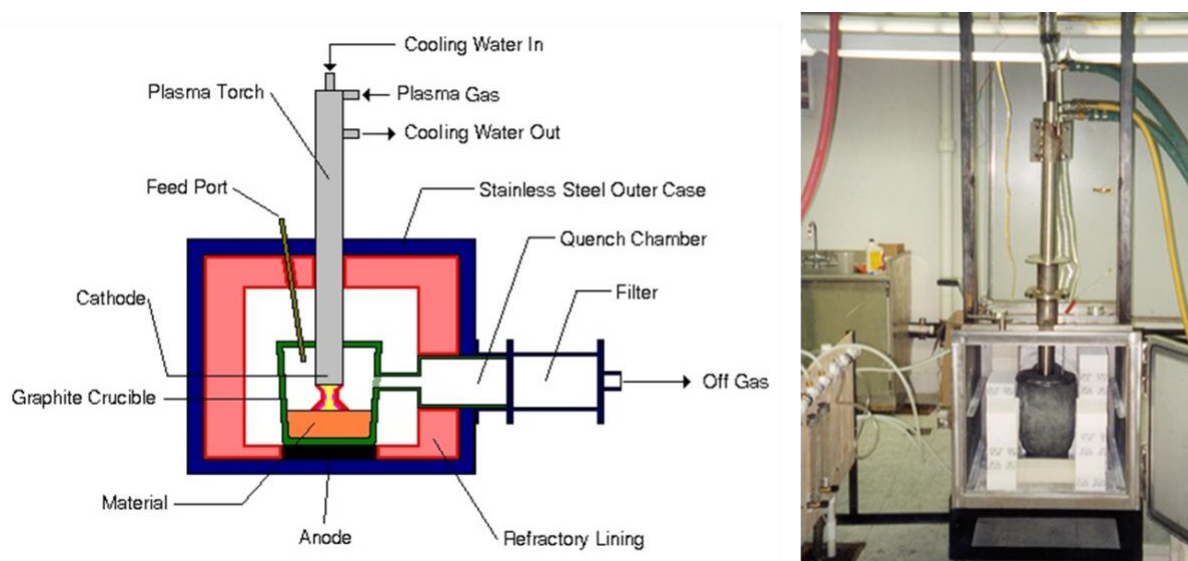 Cooling Water In
Plasma Torch
Plasma Gas
Cooling Water Out
Feed Port
Stainless Steel Outer Case
Quench Chamber
Cathode
Filter
Graphite Crucible
Off Gas
Material
Anode
Refractory Lining